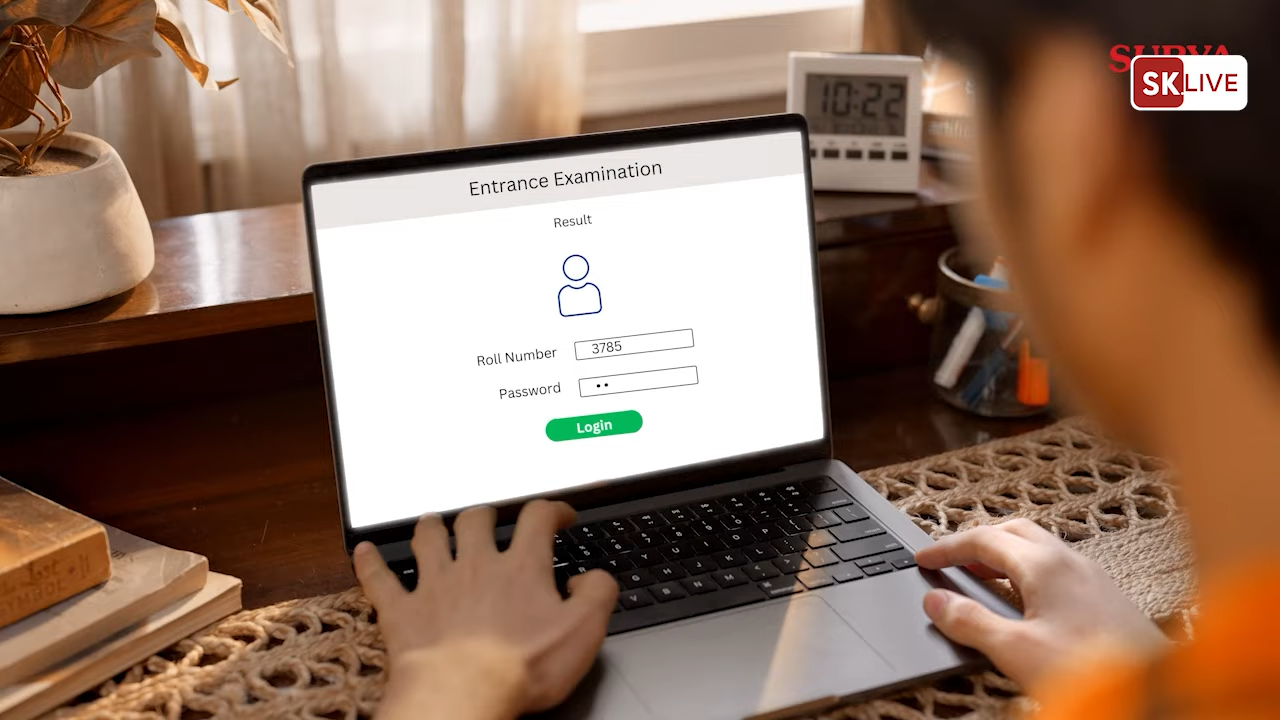 SURYA
SK LIVE
10:22
Entrance Examination
Result
Roll Number 3785
Password ••
Login